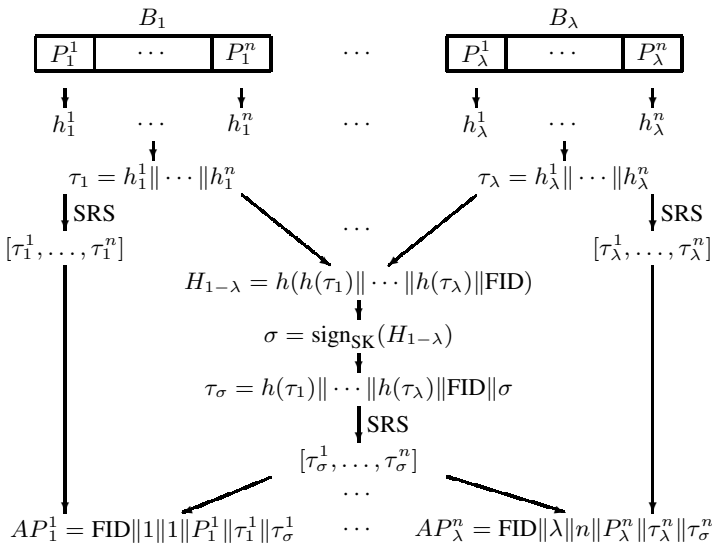 B_1 B_λ
P_1^1 ··· P_1^n ··· P_λ^1 ··· P_λ^n
h_1^1 ··· h_1^n ··· h_λ^1 ··· h_λ^n
τ_1 = h_1^1‖ ··· ‖h_1^n τ_λ = h_λ^1‖ ··· ‖h_λ^n
SRS SRS
[τ_1^1, . . . , τ_1^n] ··· [τ_λ^1, . . . , τ_λ^n]
H_{1−λ} = h(h(τ_1)‖ ··· ‖h(τ_λ)‖FID)
σ = sign_{SK}(H_{1−λ})
τ_σ = h(τ_1)‖ ··· ‖h(τ_λ)‖FID‖σ
SRS
[τ_σ^1, . . . , τ_σ^n]
···
AP_1^1 = FID‖1‖1‖P_1^1‖τ_1^1‖τ_σ^1 ··· AP_λ^n = FID‖λ‖n‖P_λ^n‖τ_λ^n‖τ_σ^n